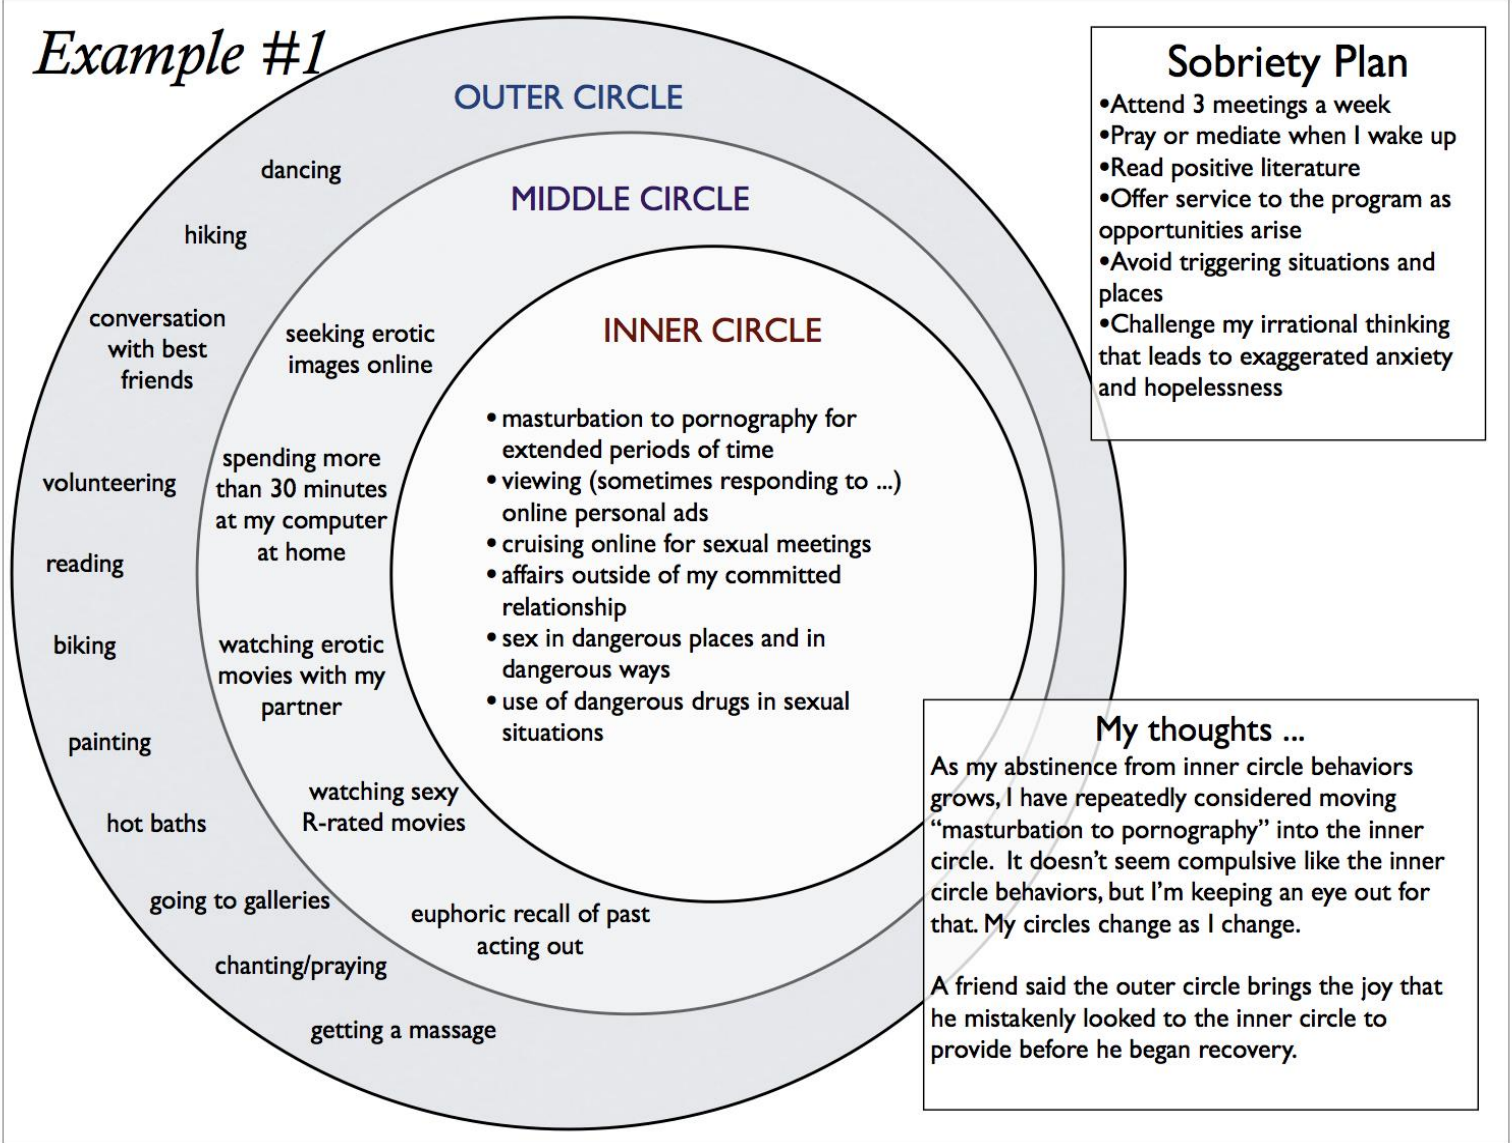 Example #1
OUTER CIRCLE
dancing
hiking
conversation
with best
friends
volunteering
reading
biking
painting
hot baths
going to galleries
chanting/praying
getting a massage
MIDDLE CIRCLE
seeking erotic
images online
spending more
than 30 minutes
at my computer
at home
watching erotic
movies with my
partner
watching sexy
R-rated movies
euphoric recall of past
acting out
INNER CIRCLE
• masturbation to pornography for
extended periods of time
• viewing (sometimes responding to ...)
online personal ads
• cruising online for sexual meetings
• affairs outside of my committed
relationship
• sex in dangerous places and in
dangerous ways
• use of dangerous drugs in sexual
situations
Sobriety Plan
•Attend 3 meetings a week
•Pray or mediate when I wake up
•Read positive literature
•Offer service to the program as
opportunities arise
•Avoid triggering situations and
places
•Challenge my irrational thinking
that leads to exaggerated anxiety
and hopelessness
My thoughts ...
As my abstinence from inner circle behaviors
grows, I have repeatedly considered moving
“masturbation to pornography” into the inner
circle.  It doesn’t seem compulsive like the inner
circle behaviors, but I’m keeping an eye out for
that. My circles change as I change.
A friend said the outer circle brings the joy that
he mistakenly looked to the inner circle to
provide before he began recovery.